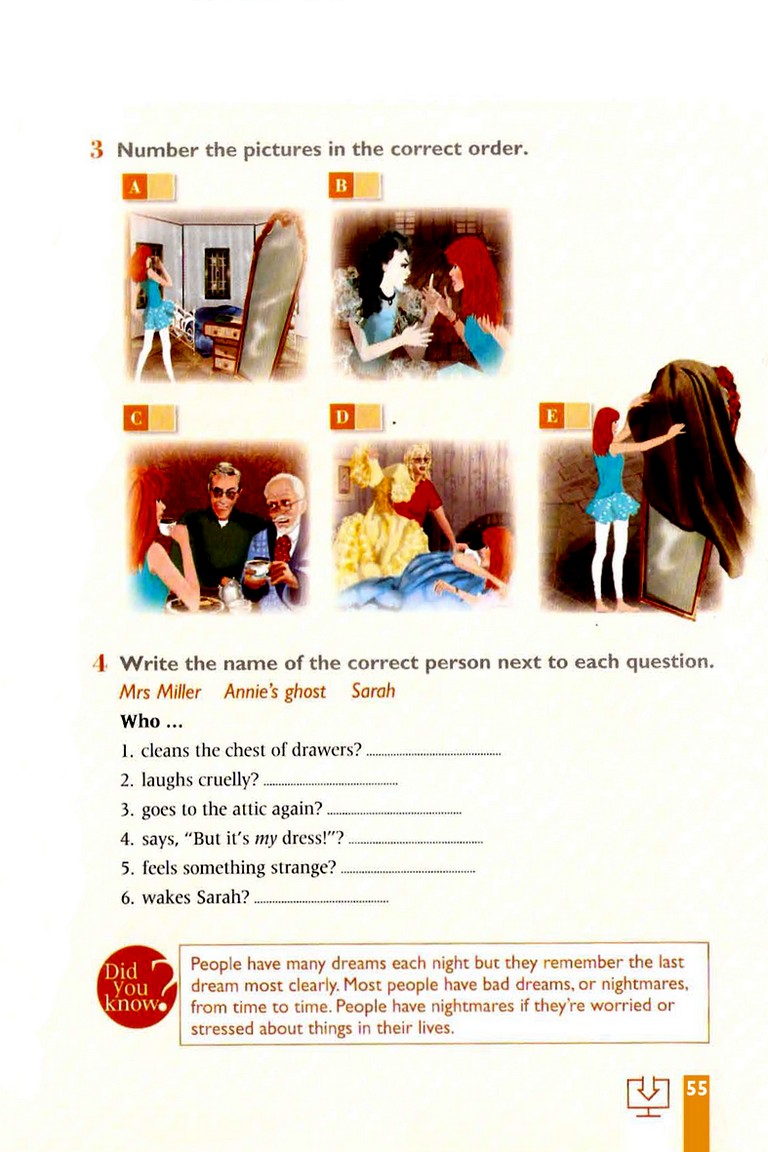 3 Number the pictures in the correct order.
A
B
C
D
E
4 Write the name of the correct person next to each question.
Mrs Miller Annie's ghost Sarah
Who ...
1. cleans the chest of drawers? ............................................
2. laughs cruelly? ............................................
3. goes to the attic again? ............................................
4. says, "But it's my dress!"? ............................................
5. feels something strange? ............................................
6. wakes Sarah? ............................................
Did you know?
People have many dreams each night but they remember the last
dream most clearly. Most people have bad dreams, or nightmares,
from time to time. People have nightmares if they're worried or
stressed about things in their lives.
55